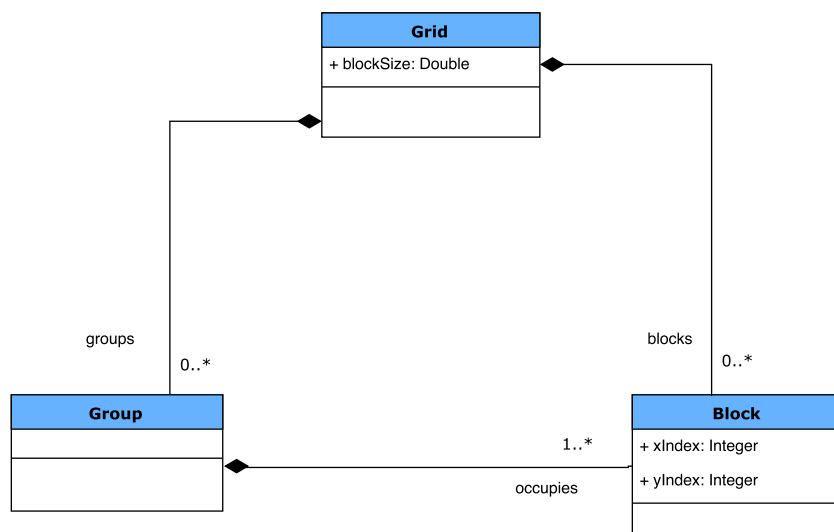 Grid
+ blockSize: Double
groups
0..*
blocks
0..*
Group
Block
+ xIndex: Integer
+ yIndex: Integer
1..*
occupies